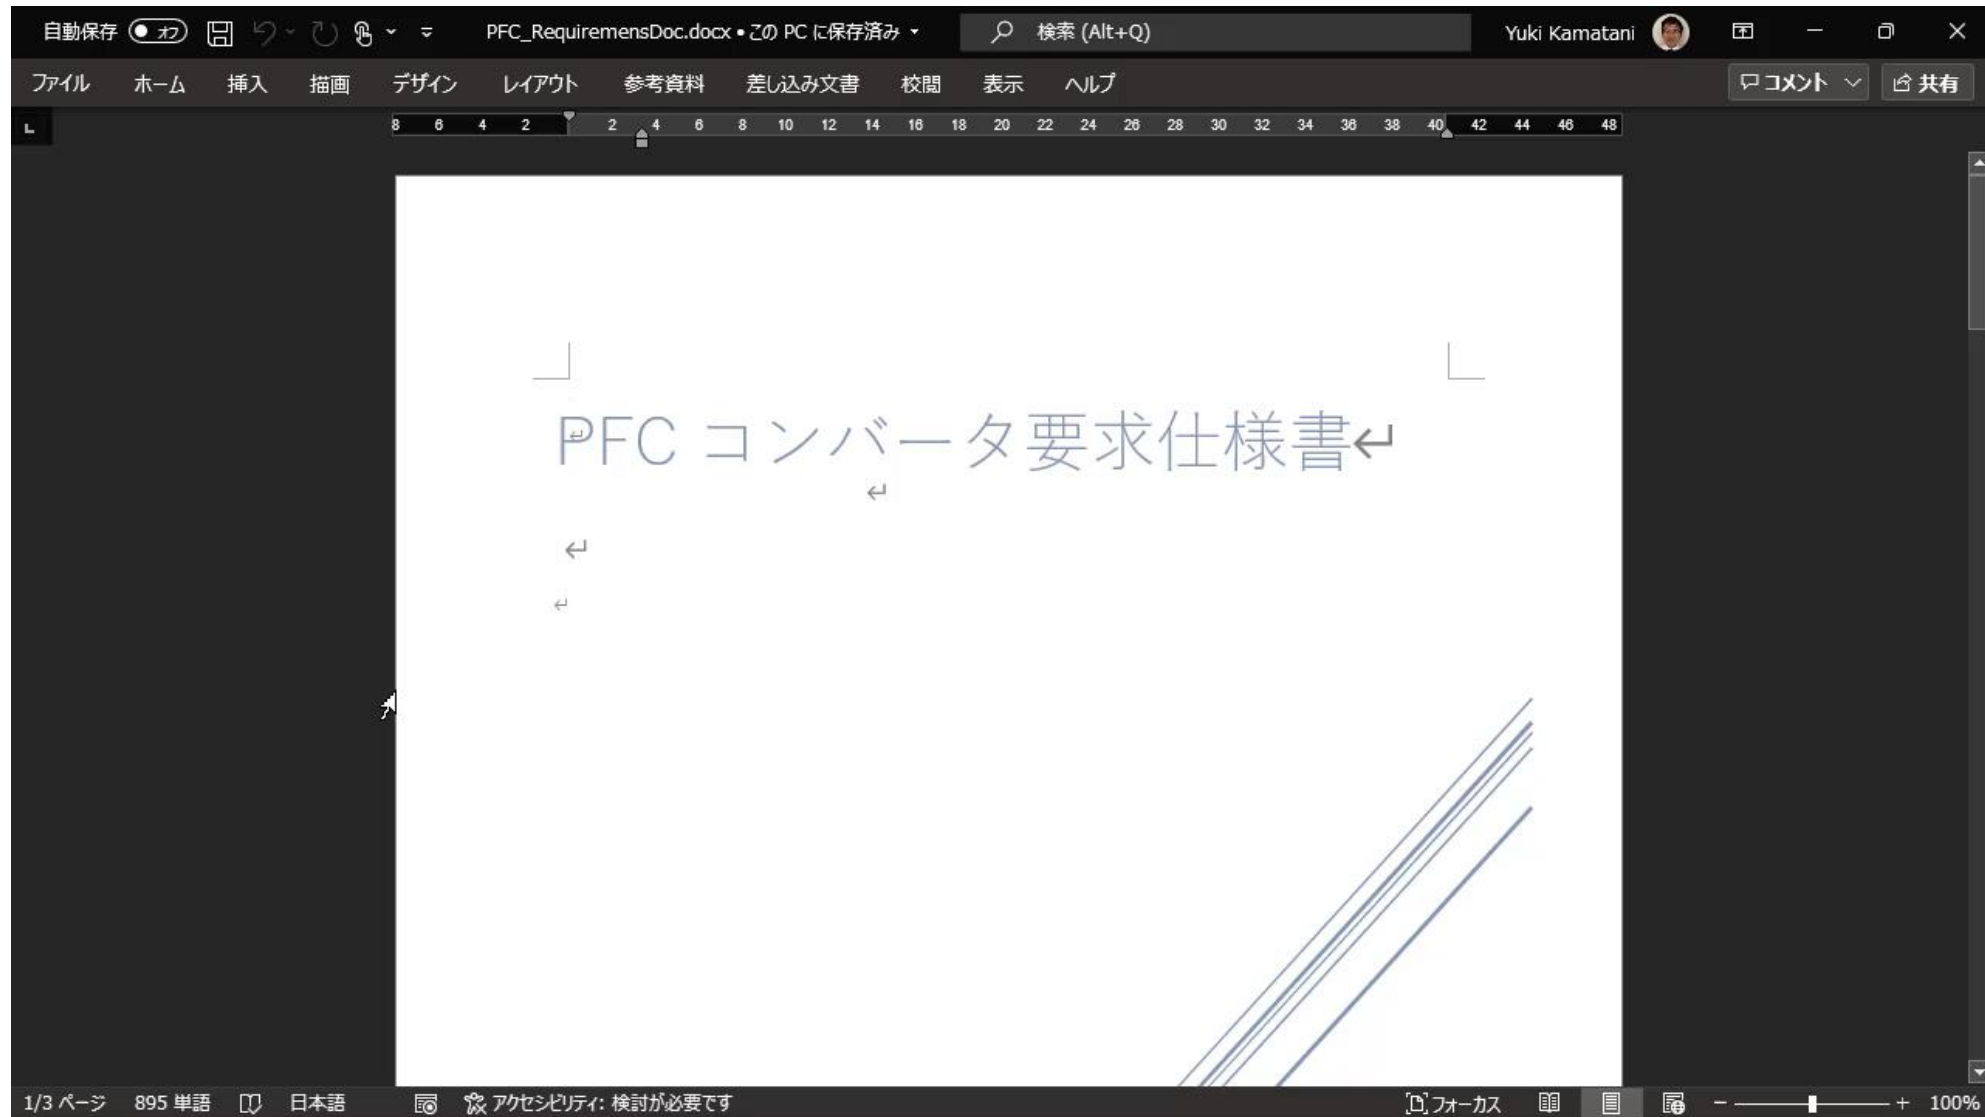 自動保存 オフ PFC_RequiremensDoc.docx • この PC に保存済み 検索 (Alt+Q) Yuki Kamatani
ファイル ホーム 挿入 描画 デザイン レイアウト 参考資料 差し込み文書 校閲 表示 ヘルプ コメント 共有
8 6 4 2 2 4 6 8 10 12 14 16 18 20 22 24 26 28 30 32 34 36 38 40 42 44 46 48
PFC コンバータ要求仕様書
1/3 ページ 895 単語 日本語 アクセシビリティ: 検討が必要です フォーカス 100%